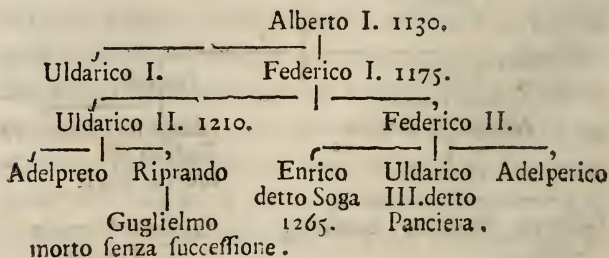 Alberto I. 1130.
Uldarico I. Federico I. 1175.
Uldarico II. 1210. Federico II.
Adelpreto Riprando Enrico Uldarico Adelperico
detto Soga III.detto
Guglielmo 1265. Panciera.
morto ſenza ſucceſſione.